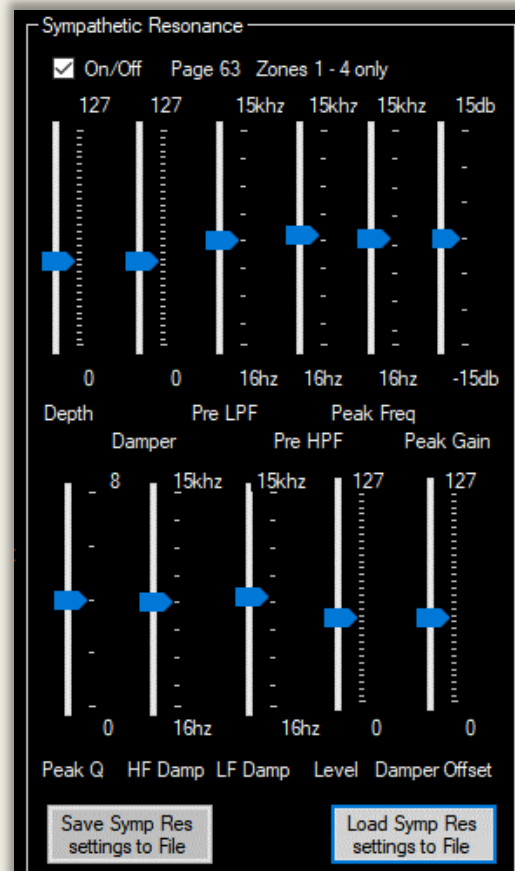 Sympathetic Resonance
On/Off Page 63 Zones 1 - 4 only
127 127 15khz 15khz 15khz 15db
0 0 16hz 16hz 16hz -15db
Depth Pre LPF Peak Freq
Damper Pre HPF Peak Gain
8 15khz 15khz 127 127
0 16hz 16hz 0 0
Peak Q HF Damp LF Damp Level Damper Offset
Save Symp Res
settings to File
Load Symp Res
settings to File